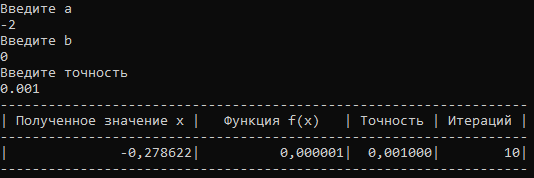 Введите a
-2
Введите b
0
Введите точность
0.001
------------------------------------------------------------------
| Полученное значение x |   Функция f(x)   | Точность | Итераций |
------------------------------------------------------------------
|              -0,278622|          0,000001|  0,001000|        10|
------------------------------------------------------------------